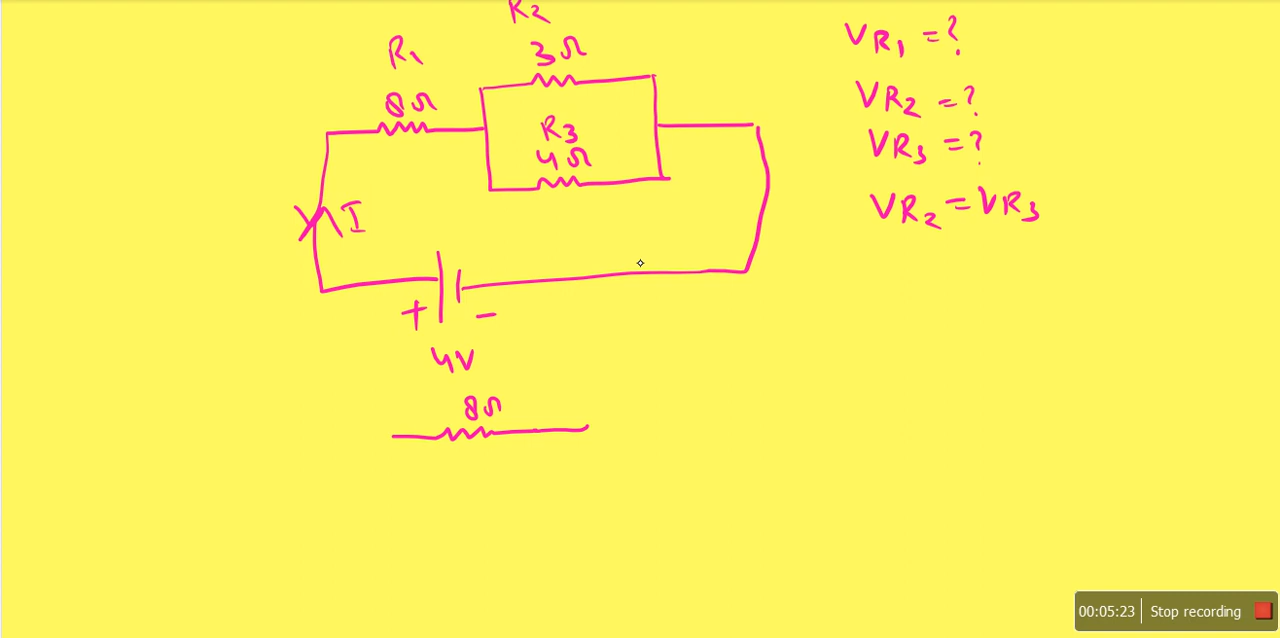 R2
R1
3Ω
8Ω
R3
4Ω
I
+ -
4V
8Ω
VR1 = ?
VR2 = ?
VR3 = ?
VR2 = VR3
00:05:23 Stop recording